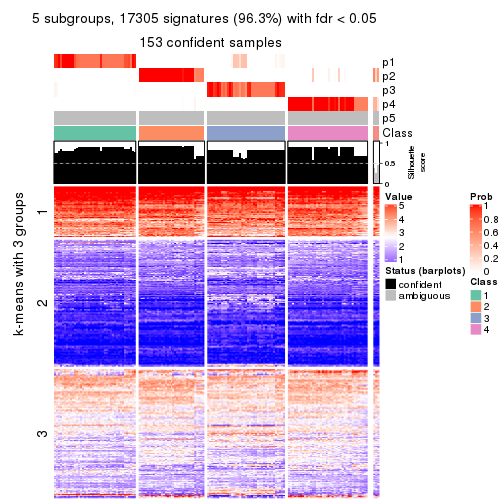 5 subgroups, 17305 signatures (96.3%) with fdr < 0.05
153 confident samples
p1
p2
p3
p4
p5
Class
1
0.5
0
Silhouette
score
k-means with 3 groups
1
2
3
Value
5
4
3
2
1
Status (barplots)
confident
ambiguous
Prob
1
0.8
0.6
0.4
0.2
0
Class
1
2
3
4